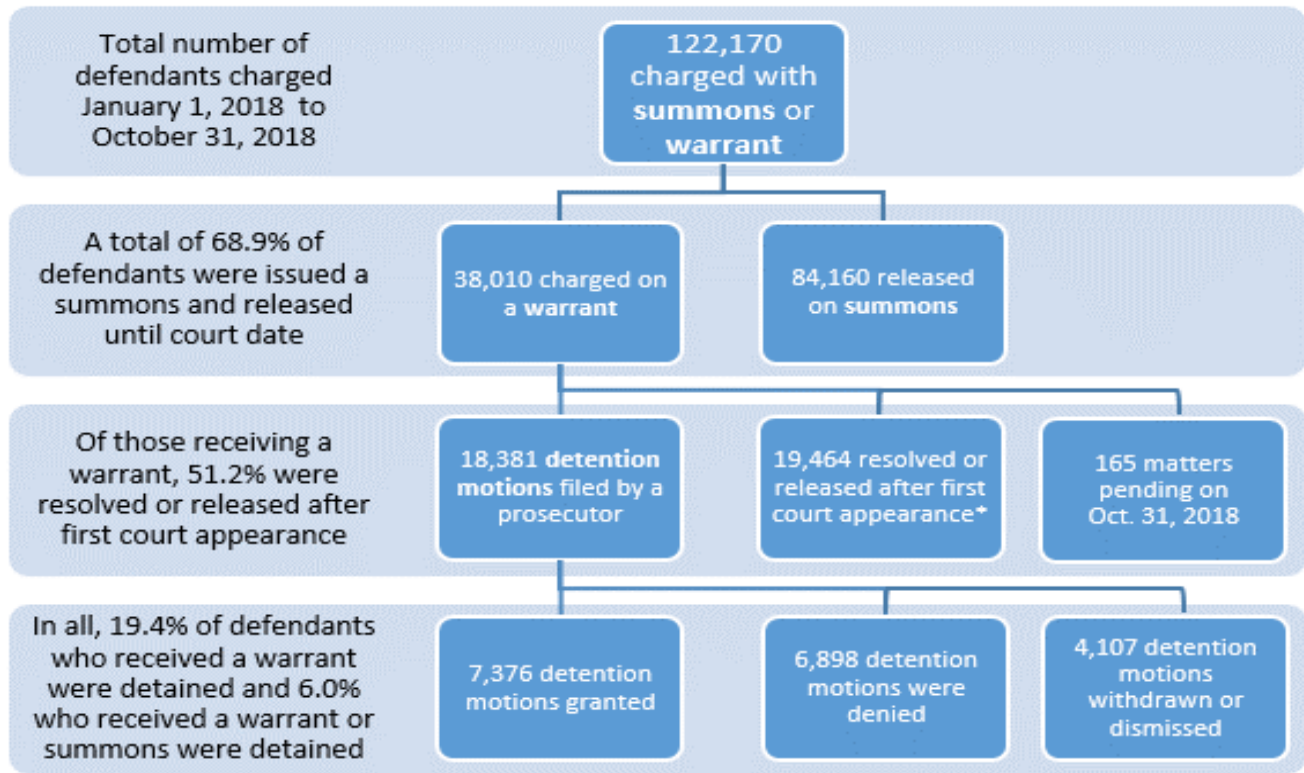 Total number of
defendants charged
January 1, 2018 to
October 31, 2018
122,170
charged with
summons or
warrant
A total of 68.9% of
defendants were issued a
summons and released
until court date
38,010 charged on
a warrant
84,160 released
on summons
Of those receiving a
warrant, 51.2% were
resolved or released after
first court appearance
18,381 detention
motions filed by a
prosecutor
19,464 resolved or
released after first
court appearance*
165 matters
pending on
Oct. 31, 2018
In all, 19.4% of defendants
who received a warrant
were detained and 6.0%
who received a warrant or
summons were detained
7,376 detention
motions granted
6,898 detention
motions were
denied
4,107 detention
motions
withdrawn or
dismissed